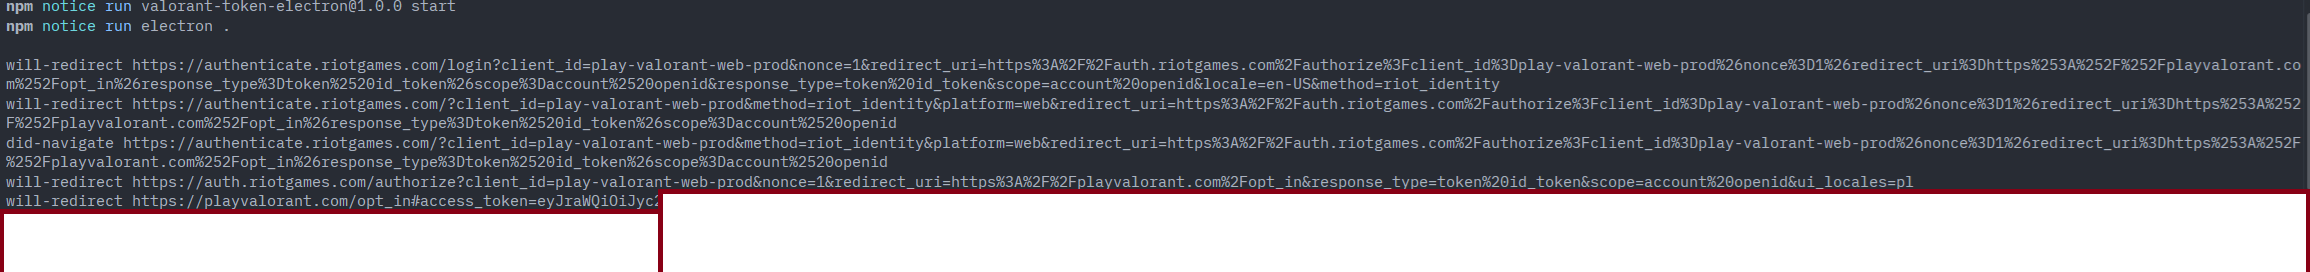 npm notice run valorant-token-electron@1.0.0 start
npm notice run electron .
will-redirect https://authenticate.riotgames.com/login?client_id=play-valorant-web-prod&nonce=1&redirect_uri=https%3A%2F%2Fauth.riotgames.com%2Fauthorize%3Fclient_id%3Dplay-valorant-web-prod%26nonce%3D1%26redirect_uri%3Dhttps%253A%252F%252Fplayvalorant.co
m%252Fopt_in%26response_type%3Dtoken%2520id_token%26scope%3Daccount%2520openid&response_type=token%20id_token&scope=account%20openid&locale=en-US&method=riot_identity
will-redirect https://authenticate.riotgames.com/?client_id=play-valorant-web-prod&method=riot_identity&platform=web&redirect_uri=https%3A%2F%2Fauth.riotgames.com%2Fauthorize%3Fclient_id%3Dplay-valorant-web-prod%26nonce%3D1%26redirect_uri%3Dhttps%253A%252
F%252Fplayvalorant.com%252Fopt_in%26response_type%3Dtoken%2520id_token%26scope%3Daccount%2520openid
did-navigate https://authenticate.riotgames.com/?client_id=play-valorant-web-prod&method=riot_identity&platform=web&redirect_uri=https%3A%2F%2Fauth.riotgames.com%2Fauthorize%3Fclient_id%3Dplay-valorant-web-prod%26nonce%3D1%26redirect_uri%3Dhttps%253A%252F
%252Fplayvalorant.com%252Fopt_in%26response_type%3Dtoken%2520id_token%26scope%3Daccount%2520openid
will-redirect https://auth.riotgames.com/authorize?client_id=play-valorant-web-prod&nonce=1&redirect_uri=https%3A%2F%2Fplayvalorant.com%2Fopt_in&response_type=token%20id_token&scope=account%20openid&ui_locales=pl
will-redirect https://playvalorant.com/opt_in#access_token=eyJraWQiOiJyc2